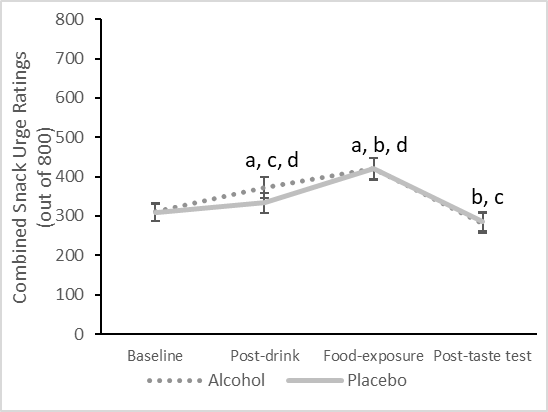 Combined Snack Urge Ratings
(out of 800)
800
700
600
500
400
300
200
100
0
a, c, d
a, b, d
b, c
Baseline
Post-drink
Food-exposure
Post-taste test
Alcohol
Placebo